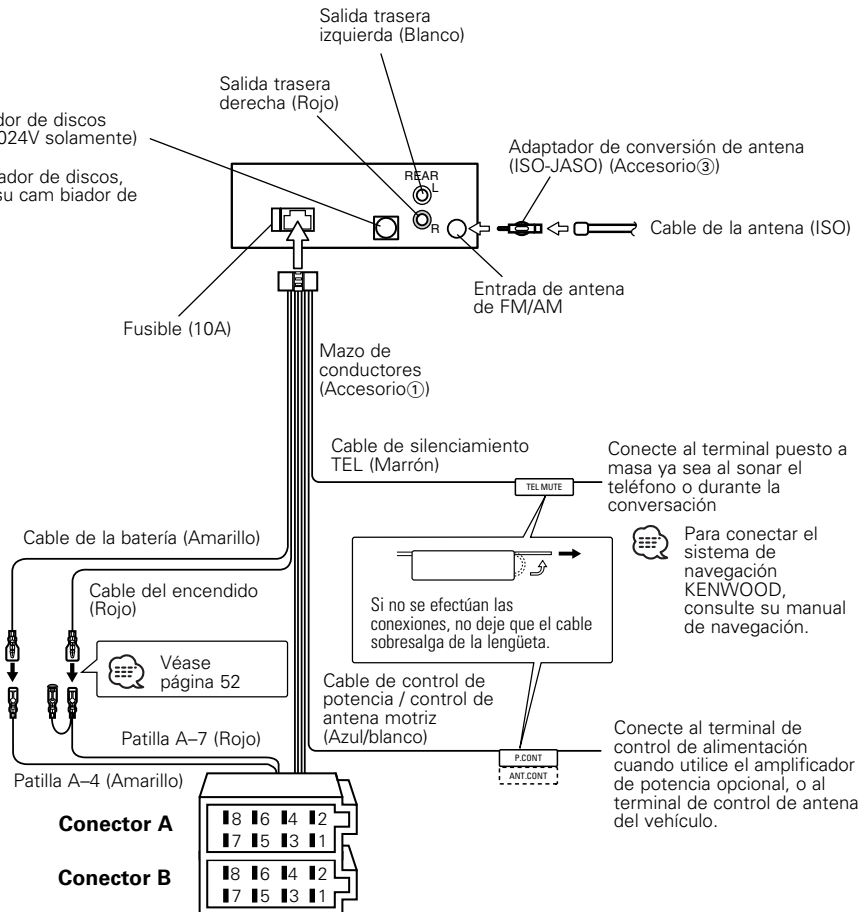 Salida trasera
izquierda (Blanco)
Salida trasera
derecha (Rojo)
dor de discos
024V solamente)
ador de discos,
su cam biador de
REAR
L
R
Adaptador de conversión de antena
(ISO-JASO) (Accesorio③)
Cable de la antena (ISO)
Entrada de antena
de FM/AM
Fusible (10A)
Mazo de
conductores
(Accesorio①)
Cable de silenciamiento
TEL (Marrón)
TEL MUTE
Conecte al terminal puesto a
masa ya sea al sonar el
teléfono o durante la
conversación
Para conectar el
sistema de
navegación
KENWOOD,
consulte su manual
de navegación.
Cable de la batería (Amarillo)
Cable del encendido
(Rojo)
Si no se efectúan las
conexiones, no deje que el cable
sobresalga de la lengüeta.
Véase
página 52
Cable de control de
potencia / control de
antena motriz
(Azul/blanco)
P.CONT
ANT.CONT
Conecte al terminal de
control de alimentación
cuando utilice el amplificador
de potencia opcional, o al
terminal de control de antena
del vehículo.
Patilla A–7 (Rojo)
Patilla A–4 (Amarillo)
Conector A
8 6 4 2
7 5 3 1
Conector B
8 6 4 2
7 5 3 1